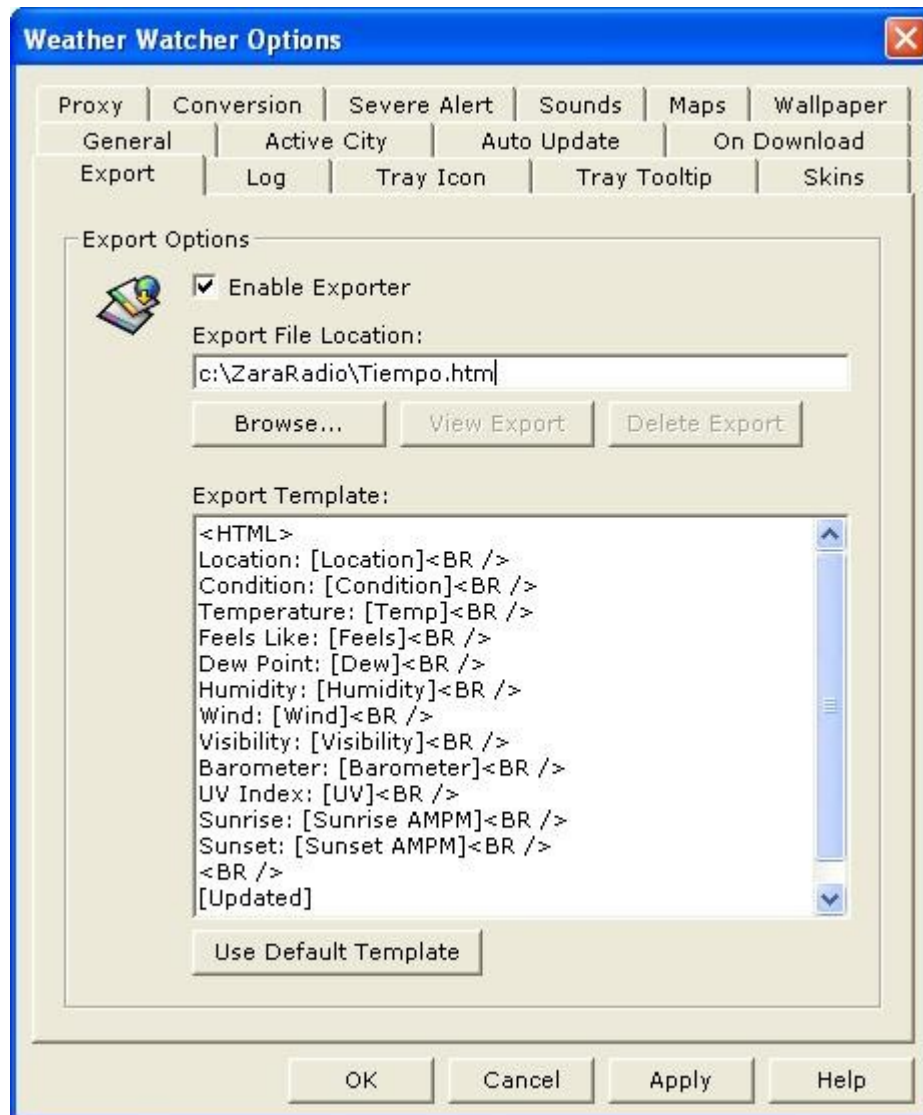 Weather Watcher Options
Proxy Conversion Severe Alert Sounds Maps Wallpaper
General Active City Auto Update On Download
Export Log Tray Icon Tray Tooltip Skins
Export Options
Enable Exporter
Export File Location:
c:\ZaraRadio\Tiempo.htm
Browse... View Export Delete Export
Export Template:
<HTML>
Location: [Location]<BR />
Condition: [Condition]<BR />
Temperature: [Temp]<BR />
Feels Like: [Feels]<BR />
Dew Point: [Dew]<BR />
Humidity: [Humidity]<BR />
Wind: [Wind]<BR />
Visibility: [Visibility]<BR />
Barometer: [Barometer]<BR />
UV Index: [UV]<BR />
Sunrise: [Sunrise AMPM]<BR />
Sunset: [Sunset AMPM]<BR />
<BR />
[Updated]
Use Default Template
OK Cancel Apply Help